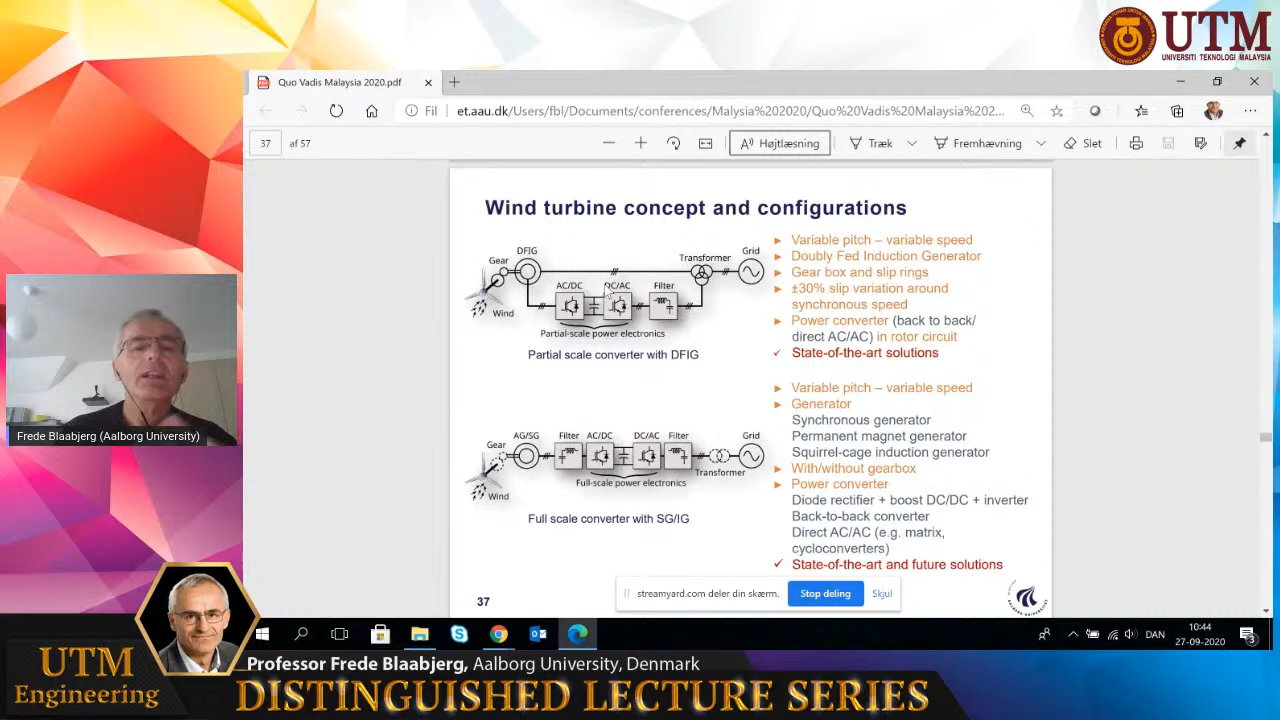 UTM
UNIVERSITI TEKNOLOGI MALAYSIA
Quo Vadis Malaysia 2020.pdf
Fil
et.aau.dk/Users/fbl/Documents/conferences/Malysia%202020/Quo%20Vadis%20Malaysia%202...
37 af 57
Højtlæsning
Træk
Fremhævning
Slet
Wind turbine concept and configurations
DFIG
Gear
Transformer
Grid
AC/DC
DC/AC
Filter
Wind
Partial-scale power electronics
Partial scale converter with DFIG
► Variable pitch – variable speed
► Doubly Fed Induction Generator
► Gear box and slip rings
► ±30% slip variation around
synchronous speed
► Power converter (back to back/
direct AC/AC) in rotor circuit
✓ State-of-the-art solutions
Gear
AG/SG
Filter
AC/DC
DC/AC
Filter
Grid
Transformer
Wind
Full-scale power electronics
Full scale converter with SG/IG
► Variable pitch – variable speed
► Generator
Synchronous generator
Permanent magnet generator
Squirrel-cage induction generator
► With/without gearbox
► Power converter
Diode rectifier + boost DC/DC + inverter
Back-to-back converter
Direct AC/AC (e.g. matrix,
cycloconverters)
✓ State-of-the-art and future solutions
37
streamyard.com deler din skærm.
Stop deling
Skjul
Frede Blaabjerg (Aalborg University)
DAN
10:44
27-09-2020
3
UTM
Engineering
Professor Frede Blaabjerg, Aalborg University, Denmark
DISTINGUISHED LECTURE SERIES